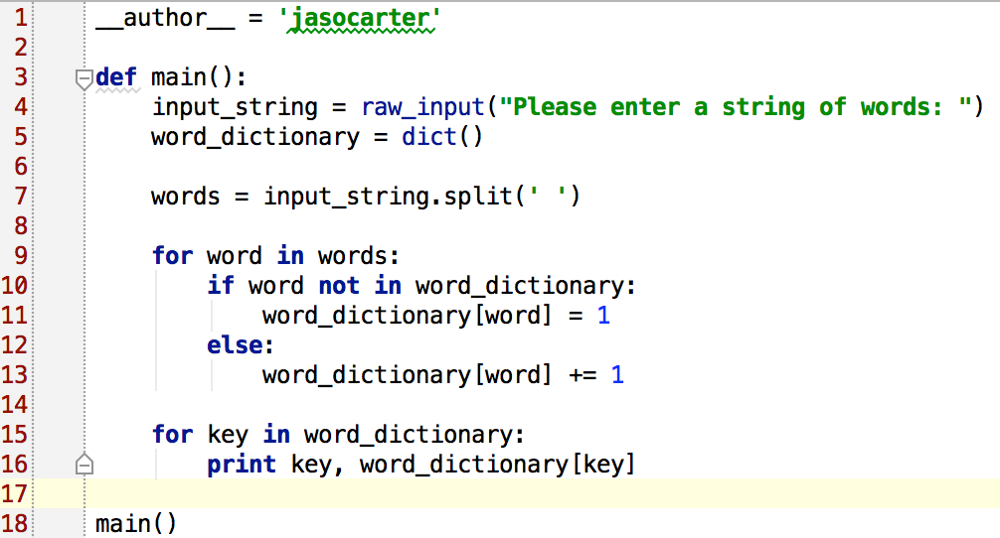 1 __author__ = 'jasocarter'
2
3 def main():
4     input_string = raw_input("Please enter a string of words: ")
5     word_dictionary = dict()
6
7     words = input_string.split(' ')
8
9     for word in words:
10         if word not in word_dictionary:
11             word_dictionary[word] = 1
12         else:
13             word_dictionary[word] += 1
14
15     for key in word_dictionary:
16         print key, word_dictionary[key]
17
18 main()